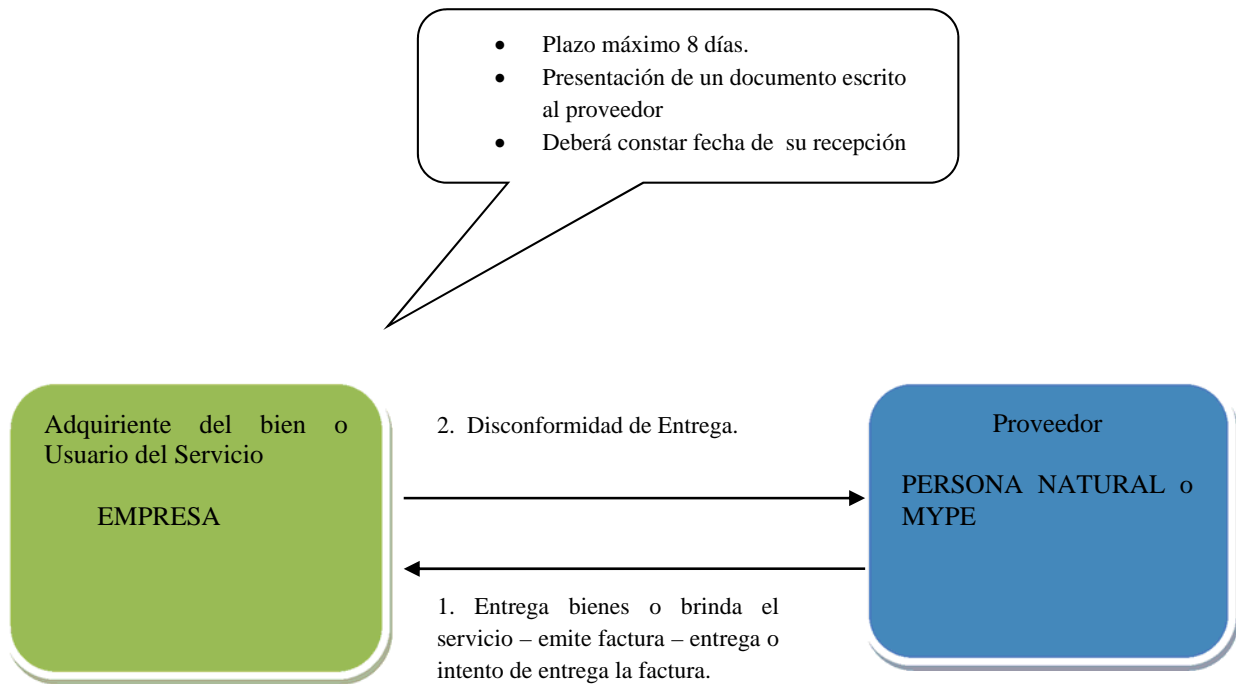 • Plazo máximo 8 días.
• Presentación de un documento escrito
al proveedor
• Deberá constar fecha de su recepción
Adquiriente del bien o
Usuario del Servicio
EMPRESA
2. Disconformidad de Entrega.
Proveedor
PERSONA NATURAL o
MYPE
1. Entrega bienes o brinda el
servicio – emite factura – entrega o
intento de entrega la factura.